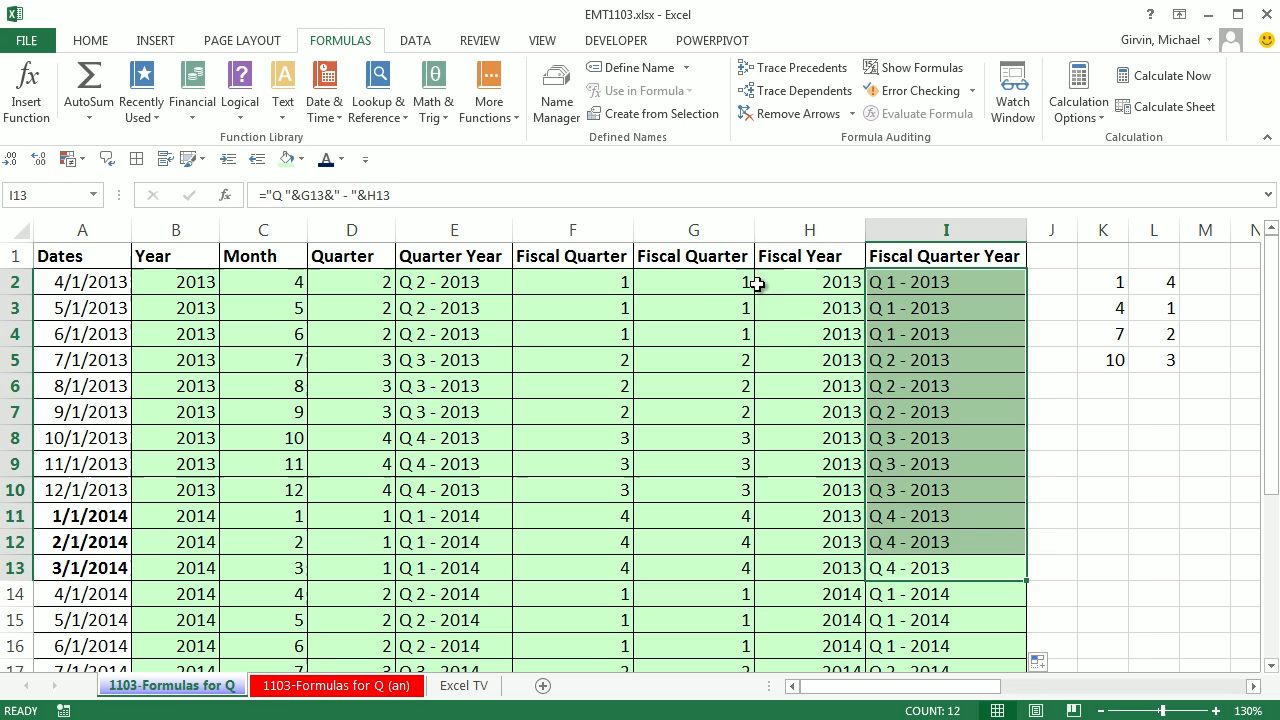 EMT1103.xlsx - Excel
FILE HOME INSERT PAGE LAYOUT FORMULAS DATA REVIEW VIEW DEVELOPER POWERPIVOT Girvin, Michael
fx Insert Function
AutoSum
Recently Used
Financial
Logical
Text
Date & Time
Lookup & Reference
Math & Trig
More Functions
Function Library
Name Manager
Define Name
Use in Formula
Create from Selection
Defined Names
Trace Precedents
Trace Dependents
Remove Arrows
Show Formulas
Error Checking
Evaluate Formula
Formula Auditing
Watch Window
Calculation Options
Calculate Now
Calculate Sheet
Calculation
I13 fx ="Q "&G13&" - "&H13
A B C D E F G H I J K L M N
1 Dates Year Month Quarter Quarter Year Fiscal Quarter Fiscal Quarter Fiscal Year Fiscal Quarter Year
2 4/1/2013 2013 4 2 Q 2 - 2013 1 1 2013 Q 1 - 2013 1 4
3 5/1/2013 2013 5 2 Q 2 - 2013 1 1 2013 Q 1 - 2013 4 1
4 6/1/2013 2013 6 2 Q 2 - 2013 1 1 2013 Q 1 - 2013 7 2
5 7/1/2013 2013 7 3 Q 3 - 2013 2 2 2013 Q 2 - 2013 10 3
6 8/1/2013 2013 8 3 Q 3 - 2013 2 2 2013 Q 2 - 2013
7 9/1/2013 2013 9 3 Q 3 - 2013 2 2 2013 Q 2 - 2013
8 10/1/2013 2013 10 4 Q 4 - 2013 3 3 2013 Q 3 - 2013
9 11/1/2013 2013 11 4 Q 4 - 2013 3 3 2013 Q 3 - 2013
10 12/1/2013 2013 12 4 Q 4 - 2013 3 3 2013 Q 3 - 2013
11 1/1/2014 2014 1 1 Q 1 - 2014 4 4 2013 Q 4 - 2013
12 2/1/2014 2014 2 1 Q 1 - 2014 4 4 2013 Q 4 - 2013
13 3/1/2014 2014 3 1 Q 1 - 2014 4 4 2013 Q 4 - 2013
14 4/1/2014 2014 4 2 Q 2 - 2014 1 1 2014 Q 1 - 2014
15 5/1/2014 2014 5 2 Q 2 - 2014 1 1 2014 Q 1 - 2014
16 6/1/2014 2014 6 2 Q 2 - 2014 1 1 2014 Q 1 - 2014
17 7/1/2014 2014 7 3 Q 3 - 2014 2 2 2014 Q 2 - 2014
1103-Formulas for Q 1103-Formulas for Q (an) Excel TV
READY COUNT: 12 130%